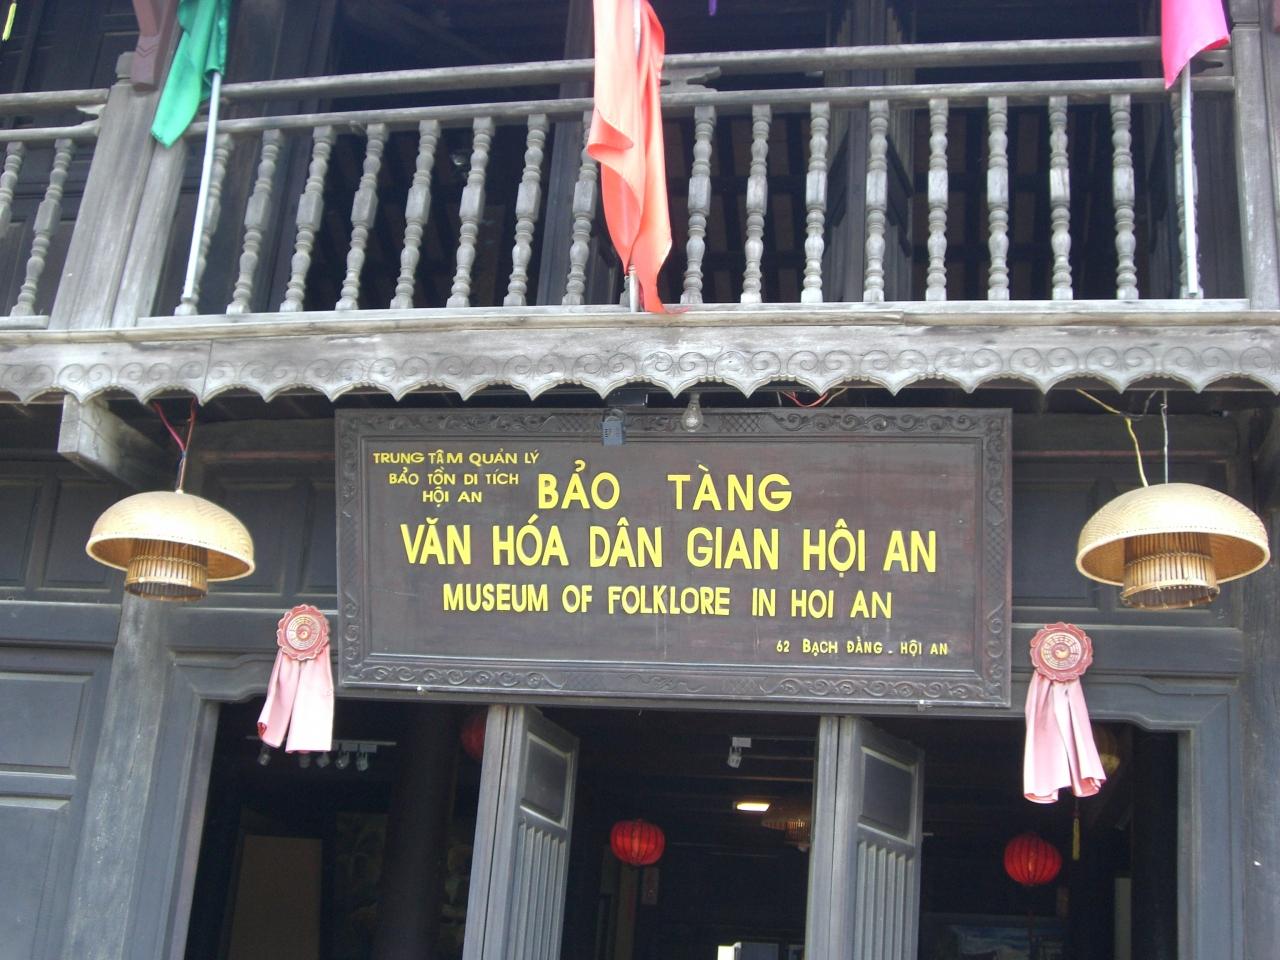 TRUNG TÂM QUẢN LÝ
BẢO TỒN DI TÍCH
HỘI AN
BẢO TÀNG
VĂN HÓA DÂN GIAN HỘI AN
MUSEUM OF FOLKLORE IN HOI AN
62 BẠCH ĐẰNG - HỘI AN